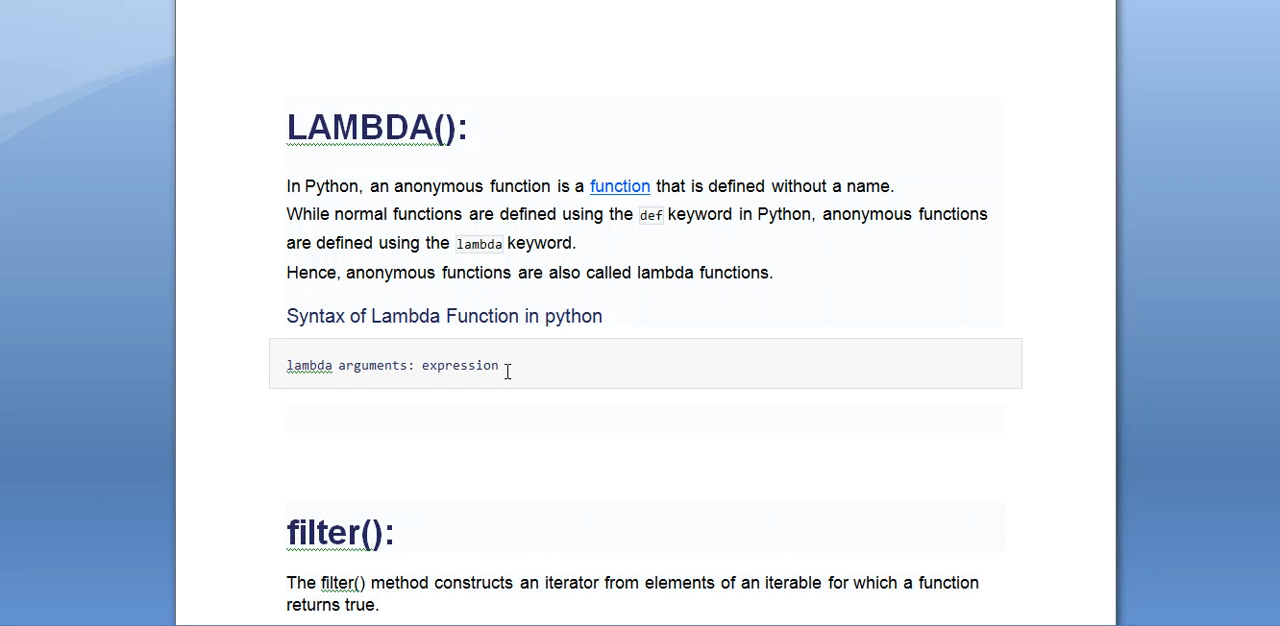 LAMBDA():
In Python, an anonymous function is a function that is defined without a name.
While normal functions are defined using the def keyword in Python, anonymous functions
are defined using the lambda keyword.
Hence, anonymous functions are also called lambda functions.
Syntax of Lambda Function in python
lambda arguments: expression
filter():
The filter() method constructs an iterator from elements of an iterable for which a function
returns true.